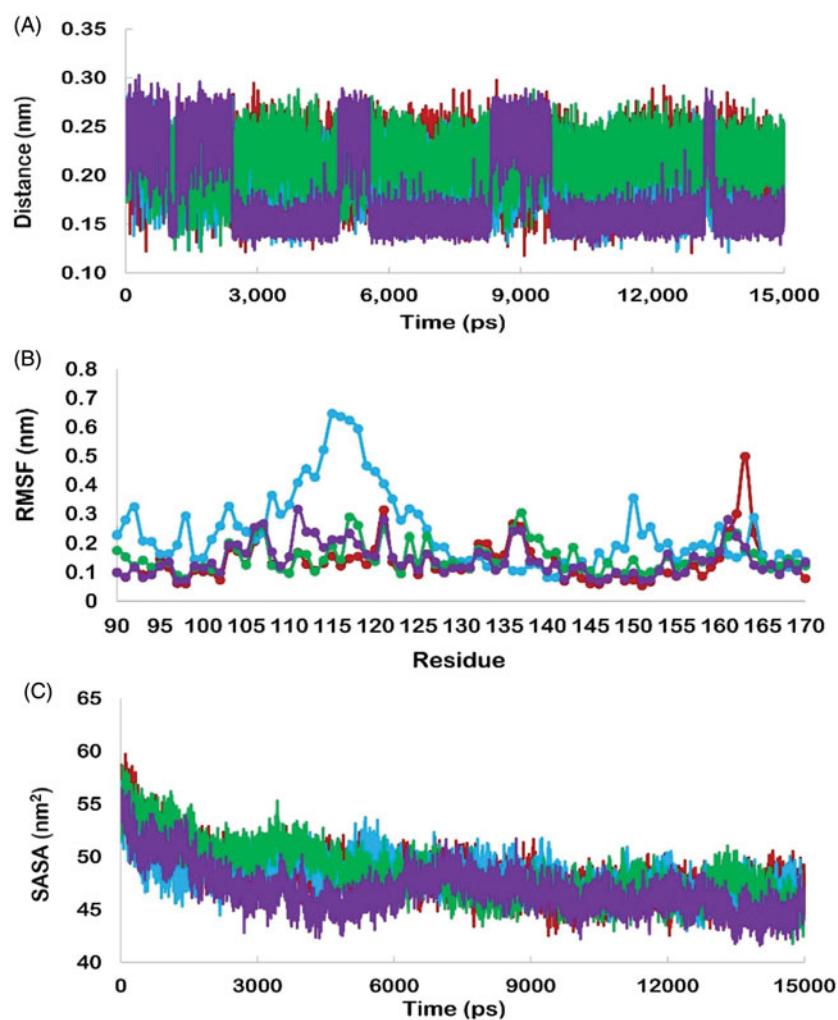 (A)
Distance (nm)
0.35
0.30
0.25
0.20
0.15
0.10
0 3,000 6,000 9,000 12,000 15,000
Time (ps)
(B)
RMSF (nm)
0.8
0.7
0.6
0.5
0.4
0.3
0.2
0.1
0
90 95 100 105 110 115 120 125 130 135 140 145 150 155 160 165 170
Residue
(C)
SASA (nm²)
65
60
55
50
45
40
0 3000 6000 9000 12000 15000
Time (ps)